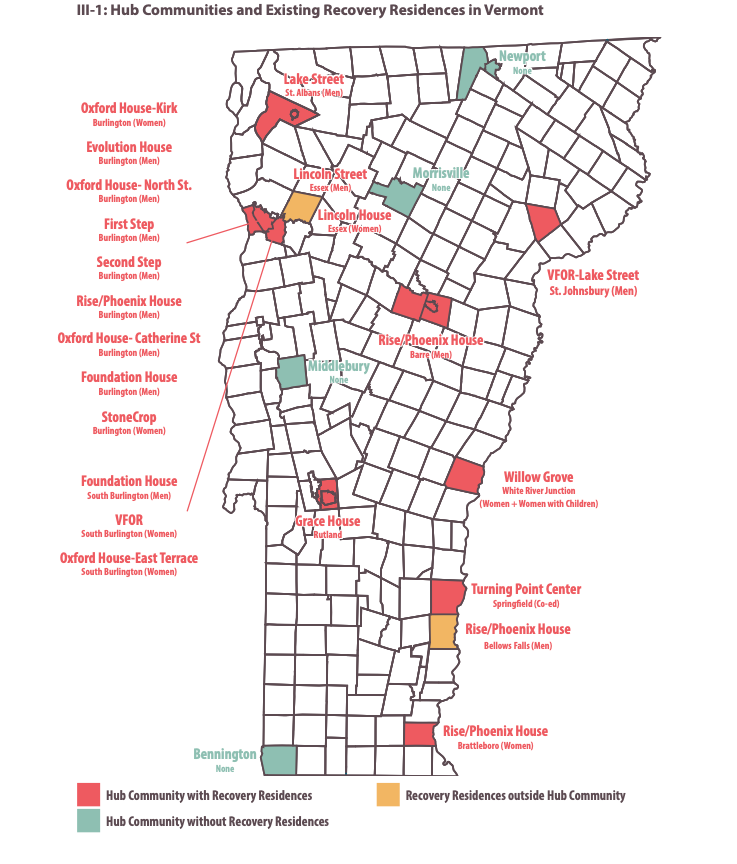 III-1: Hub Communities and Existing Recovery Residences in Vermont
Newport
None
Lake Street
St. Albans (Men)
Oxford House-Kirk
Burlington (Women)
Evolution House
Burlington (Men)
Oxford House- North St.
Burlington (Men)
First Step
Burlington (Men)
Second Step
Burlington (Men)
Rise/Phoenix House
Burlington (Men)
Oxford House- Catherine St
Burlington (Men)
Foundation House
Burlington (Men)
StoneCrop
Burlington (Women)
Foundation House
South Burlington (Men)
VFOR
South Burlington (Women)
Oxford House-East Terrace
South Burlington (Women)
Lincoln Street
Essex (Men)
Morrisville
None
Lincoln House
Essex (Women)
VFOR-Lake Street
St. Johnsbury (Men)
Rise/Phoenix House
Barre (Men)
Middlebury
None
Willow Grove
White River Junction
(Women + Women with Children)
Grace House
Rutland
Turning Point Center
Springfield (Co-ed)
Rise/Phoenix House
Bellows Falls (Men)
Rise/Phoenix House
Brattleboro (Women)
Bennington
None
Hub Community with Recovery Residences
Recovery Residences outside Hub Community
Hub Community without Recovery Residences